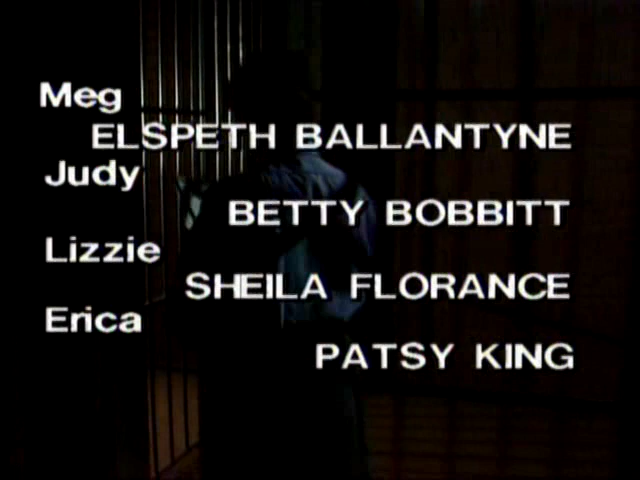 Meg
ELSPETH BALLANTYNE
Judy
BETTY BOBBITT
Lizzie
SHEILA FLORANCE
Erica
PATSY KING